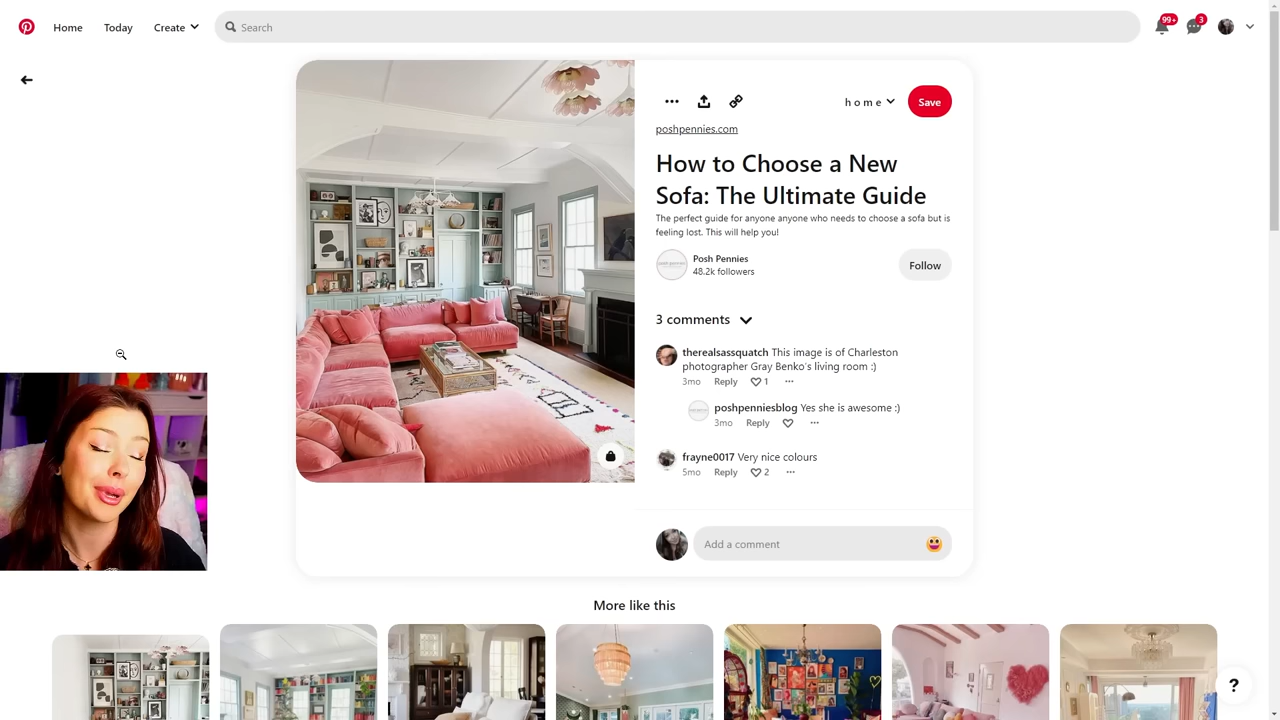 Home
Today
Create
Search
99+
3
h o m e
Save
poshpennies.com
How to Choose a New
Sofa: The Ultimate Guide
The perfect guide for anyone anyone who needs to choose a sofa but is
feeling lost. This will help you!
Posh Pennies
48.2k followers
Follow
3 comments
therealsassquatch This image is of Charleston
photographer Gray Benko's living room :)
3mo Reply 1
poshpenniesblog Yes she is awesome :)
3mo Reply
frayne0017 Very nice colours
5mo Reply 2
Add a comment
More like this
?